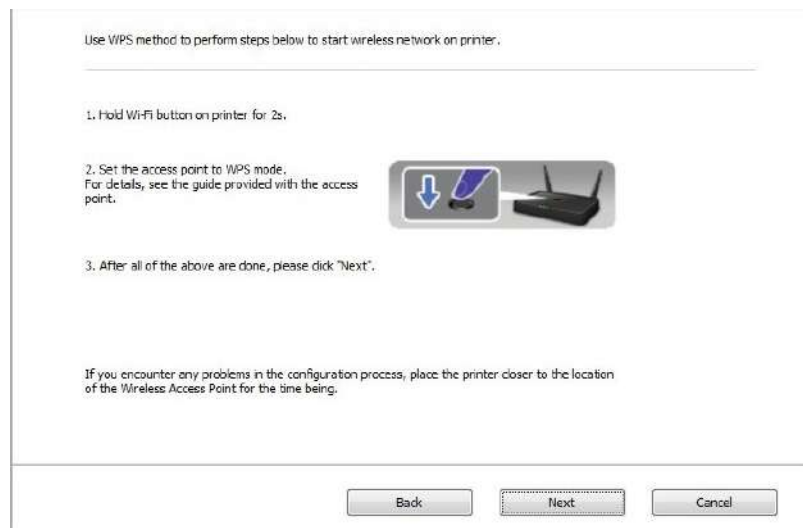 Use WPS method to perform steps below to start wireless network on printer.
1. Hold Wi-Fi button on printer for 2s.
2. Set the access point to WPS mode.
For details, see the guide provided with the access
point.
3. After all of the above are done, please click "Next".
If you encounter any problems in the configuration process, place the printer closer to the location
of the Wireless Access Point for the time being.
Back Next Cancel